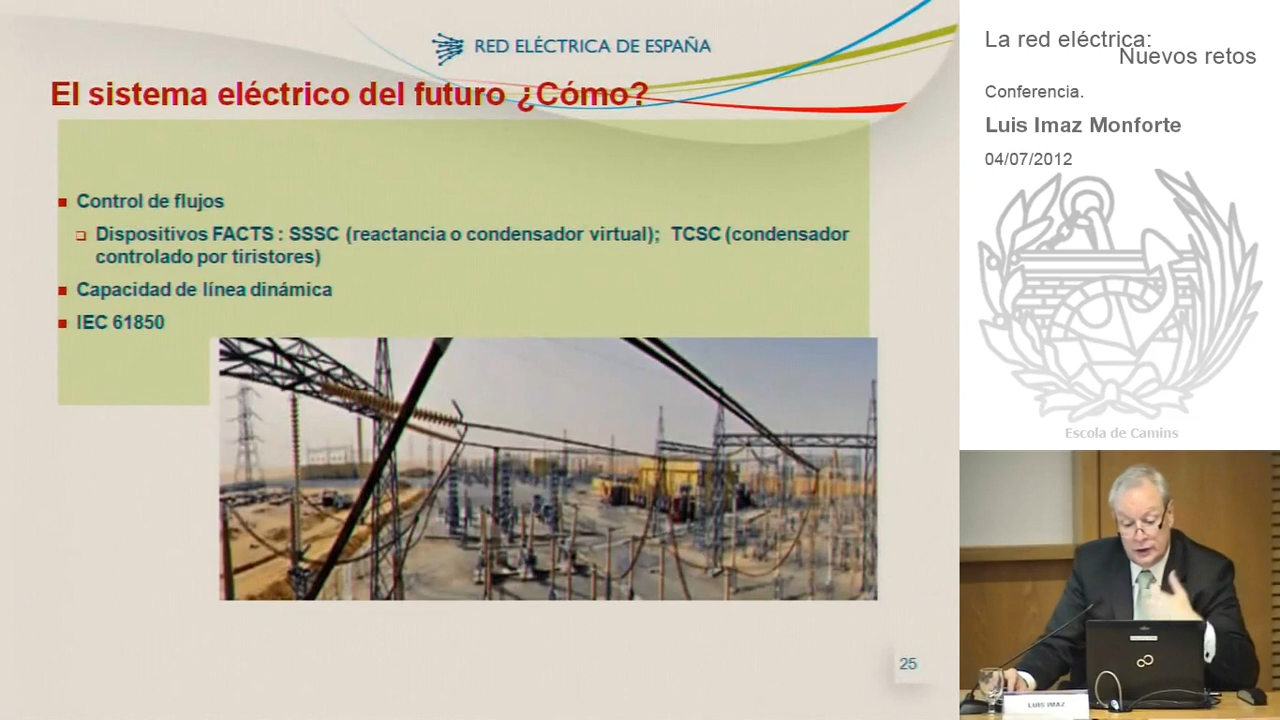 RED ELÉCTRICA DE ESPAÑA
El sistema eléctrico del futuro ¿Cómo?
Control de flujos
Dispositivos FACTS : SSSC (reactancia o condensador virtual); TCSC (condensador
controlado por tiristores)
Capacidad de línea dinámica
IEC 61850
25
La red eléctrica:
Nuevos retos
Conferencia.
Luis Imaz Monforte
04/07/2012
Escola de Camins
LUIS IMAZ